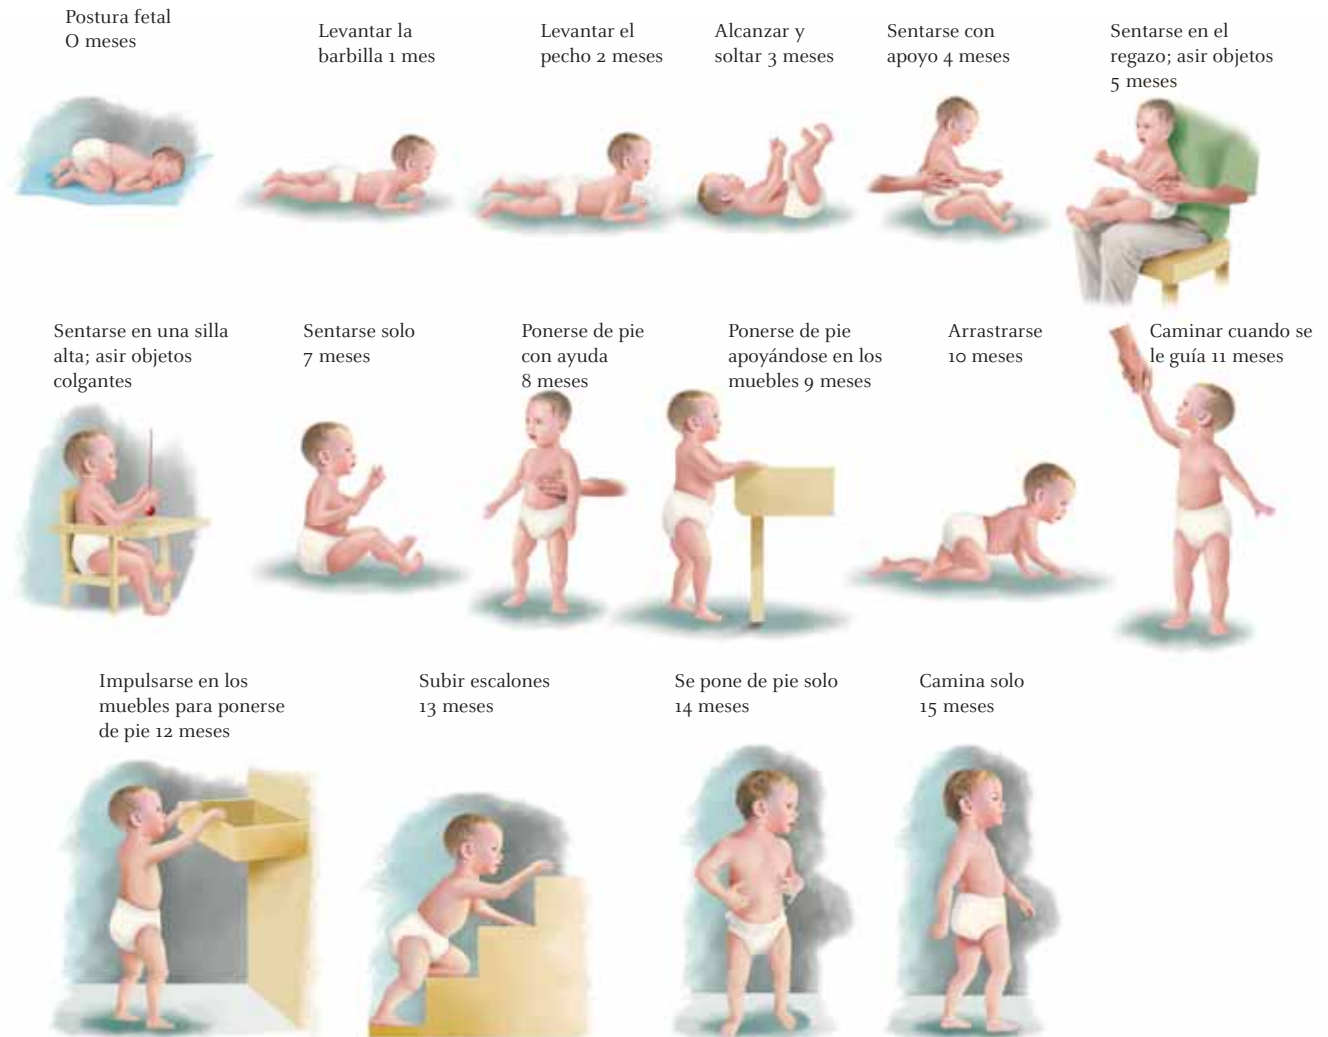 Postura fetal
O meses
Levantar la
barbilla 1 mes
Levantar el
pecho 2 meses
Alcanzar y
soltar 3 meses
Sentarse con
apoyo 4 meses
Sentarse en el
regazo; asir objetos
5 meses
Sentarse en una silla
alta; asir objetos
colgantes
Sentarse solo
7 meses
Ponerse de pie
con ayuda
8 meses
Ponerse de pie
apoyándose en los
muebles 9 meses
Arrastrarse
10 meses
Caminar cuando se
le guía 11 meses
Impulsarse en los
muebles para ponerse
de pie 12 meses
Subir escalones
13 meses
Se pone de pie solo
14 meses
Camina solo
15 meses